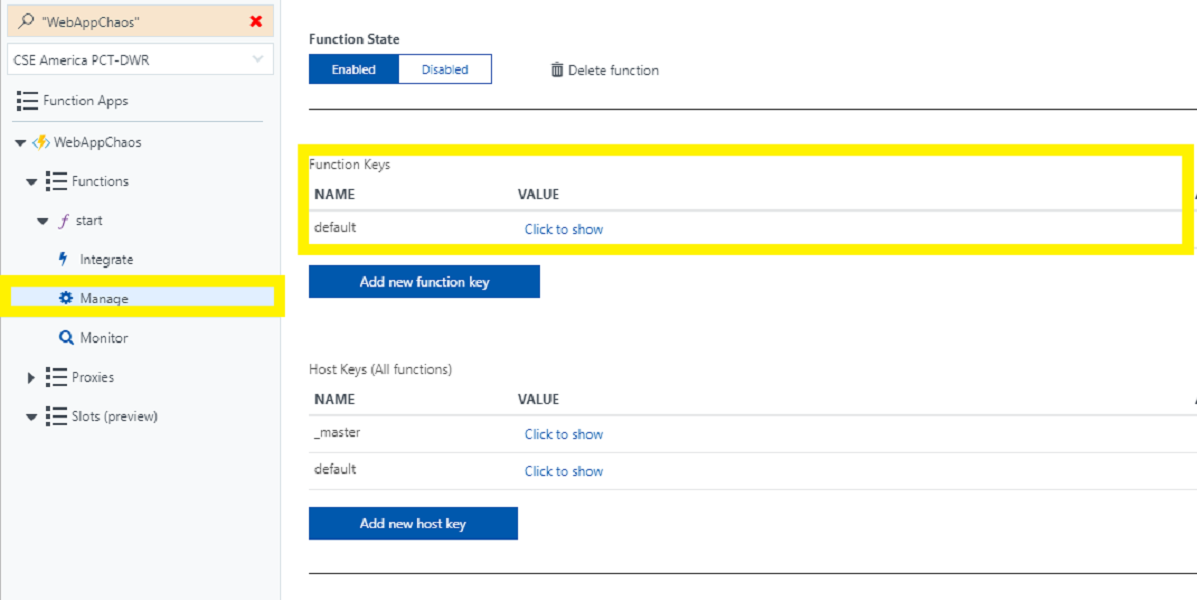 "WebAppChaos"
CSE America PCT-DWR
Function Apps
WebAppChaos
Functions
start
Integrate
Manage
Monitor
Proxies
Slots (preview)
Function State
Enabled Disabled Delete function
Function Keys
NAME VALUE
default Click to show
Add new function key
Host Keys (All functions)
NAME VALUE
_master Click to show
default Click to show
Add new host key